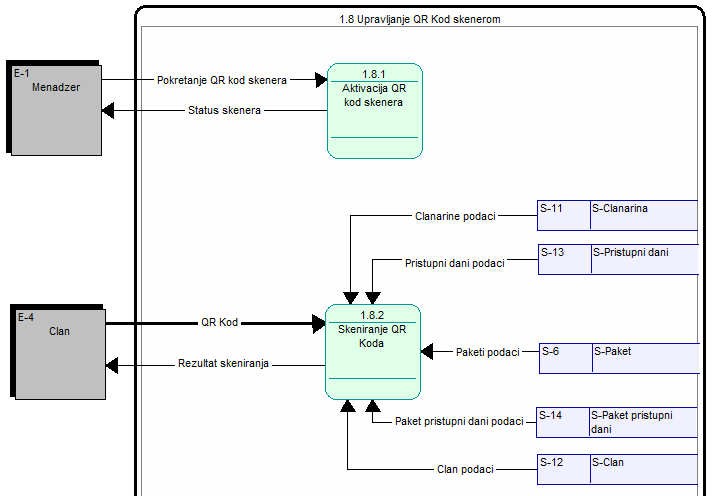 1.8 Upravljanje QR Kod skenerom
E-1
Menadzer
Pokretanje QR kod skenera
Status skenera
1.8.1
Aktivacija QR
kod skenera
Clanarine podaci
S-11 S-Clanarina
Pristupni dani podaci
S-13 S-Pristupni dani
E-4
Clan
QR Kod
Rezultat skeniranja
1.8.2
Skeniranje QR
Koda
Paketi podaci
S-6 S-Paket
Paket pristupni dani podaci
S-14 S-Paket pristupni
dani
Clan podaci
S-12 S-Clan